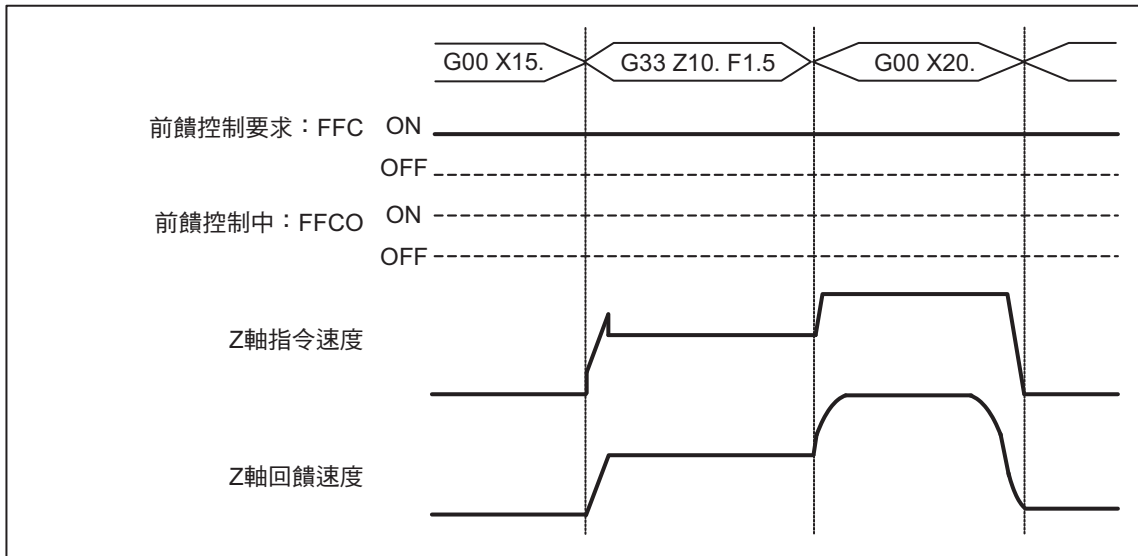 G00 X15. G33 Z10. F1.5 G00 X20.
前饋控制要求：FFC ON
OFF
前饋控制中：FFCO ON
OFF
Z軸指令速度
Z軸回饋速度